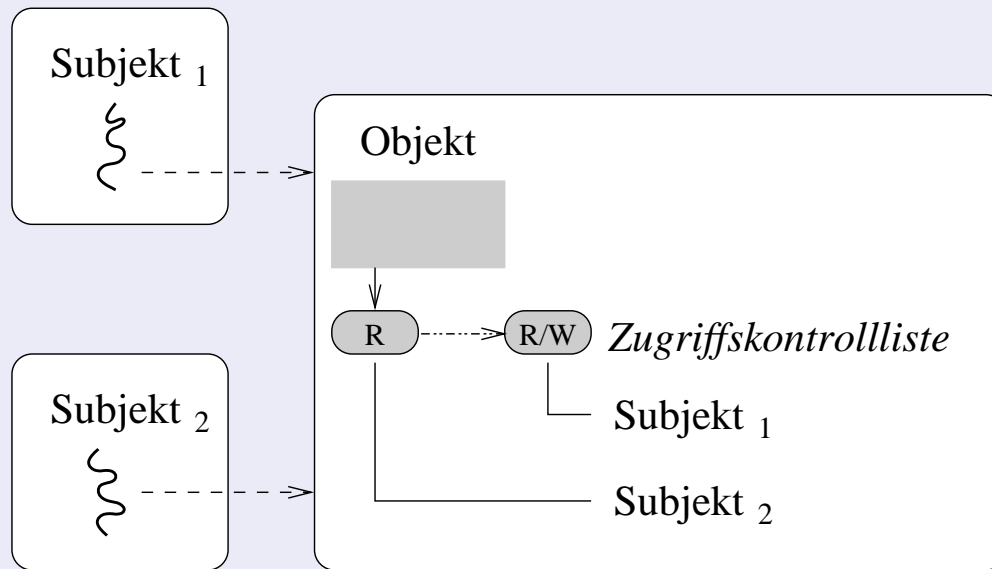 Subjekt 1
Objekt
R
R/W
Zugriffskontrollliste
Subjekt 2
Subjekt 1
Subjekt 2